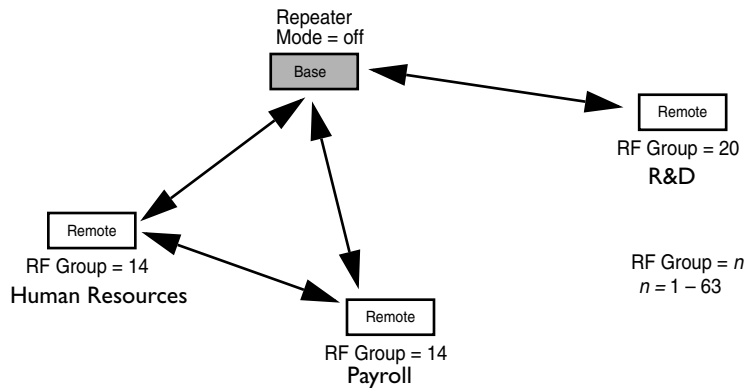 Repeater
Mode = off
Base
Remote
RF Group = 20
R&D
Remote
RF Group = 14
Human Resources
RF Group = n
n = 1 – 63
Remote
RF Group = 14
Payroll